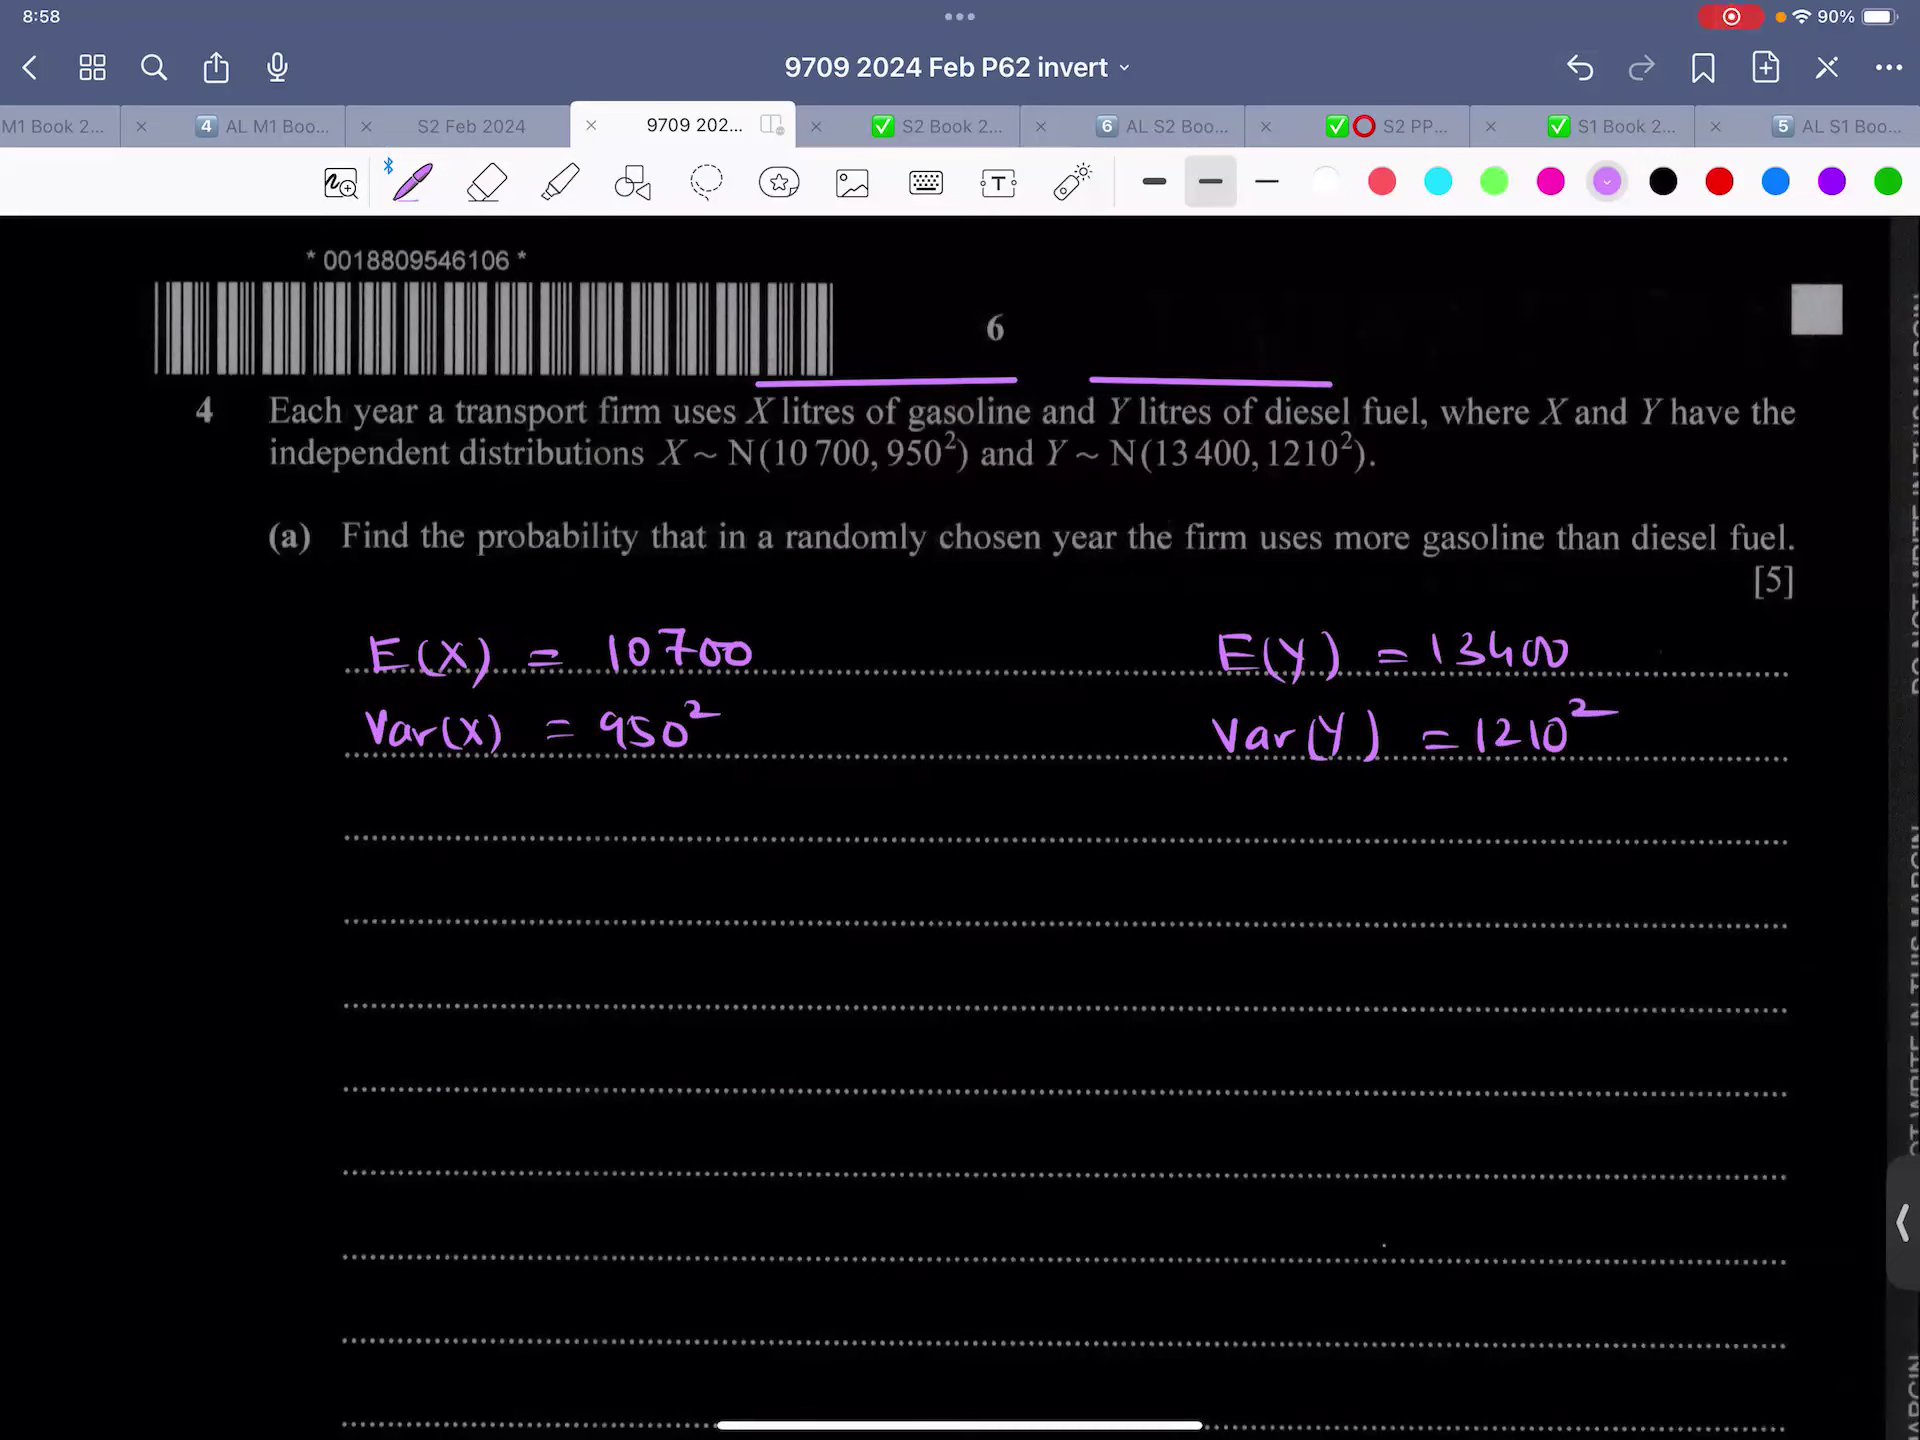 8:58
90%
9709 2024 Feb P62 invert
M1 Book 2...
4 AL M1 Boo...
S2 Feb 2024
9709 202...
S2 Book 2...
6 AL S2 Boo...
S2 PP...
S1 Book 2...
5 AL S1 Boo...
* 0018809546106 *
6
4 Each year a transport firm uses X litres of gasoline and Y litres of diesel fuel, where X and Y have the
independent distributions X ~ N(10 700, 950²) and Y ~ N(13 400, 1210²).
(a) Find the probability that in a randomly chosen year the firm uses more gasoline than diesel fuel.
[5]
E(X) = 10700
E(Y) = 13400
Var(X) = 950²
Var(Y) = 1210²